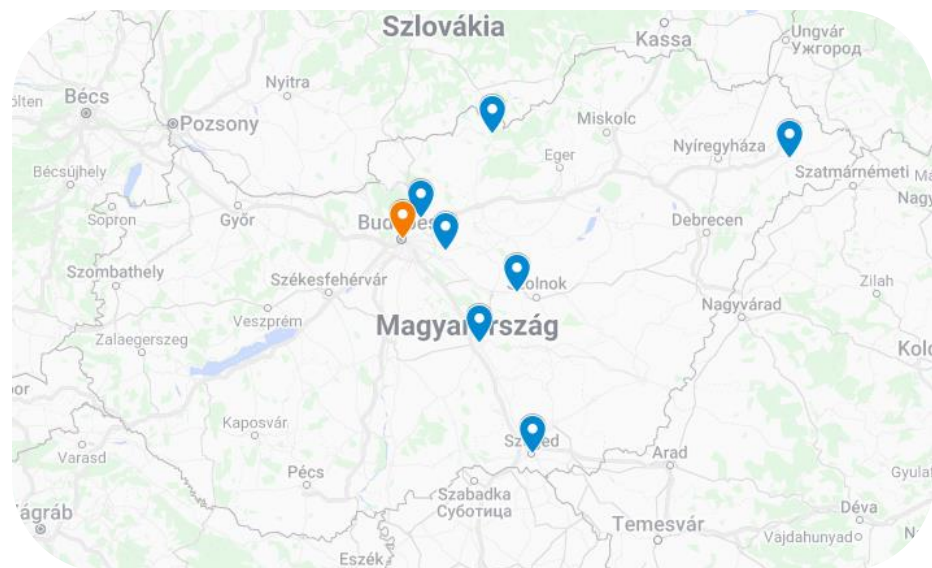 Szlovákia
Ungvár
Ужгород
Kassa
Nyitra
Bécs
Pozsony
Miskolc
Nyíregyháza
Eger
Szatmárnémeti
Bécsújhely
Sopron
Győr
Debrecen
Szombathely
Székesfehérvár
Zilah
Nagyvárad
Veszprém
Magyarország
Zalaegerszeg
Kaposvár
Varasd
Arad
Pécs
Szabadka
Суботица
Déva
Temesvár
Vajdahunyad
Eszék